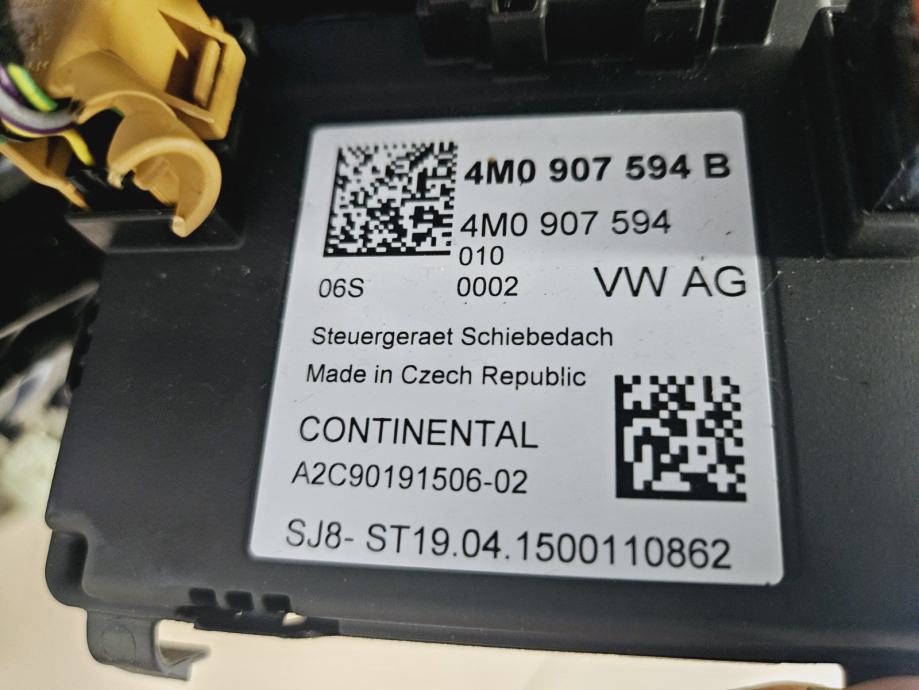 4M0 907 594 B
4M0 907 594
010
06S 0002 VW AG
Steuergeraet Schiebedach
Made in Czech Republic
CONTINENTAL
A2C90191506-02
SJ8- ST19.04.1500110862